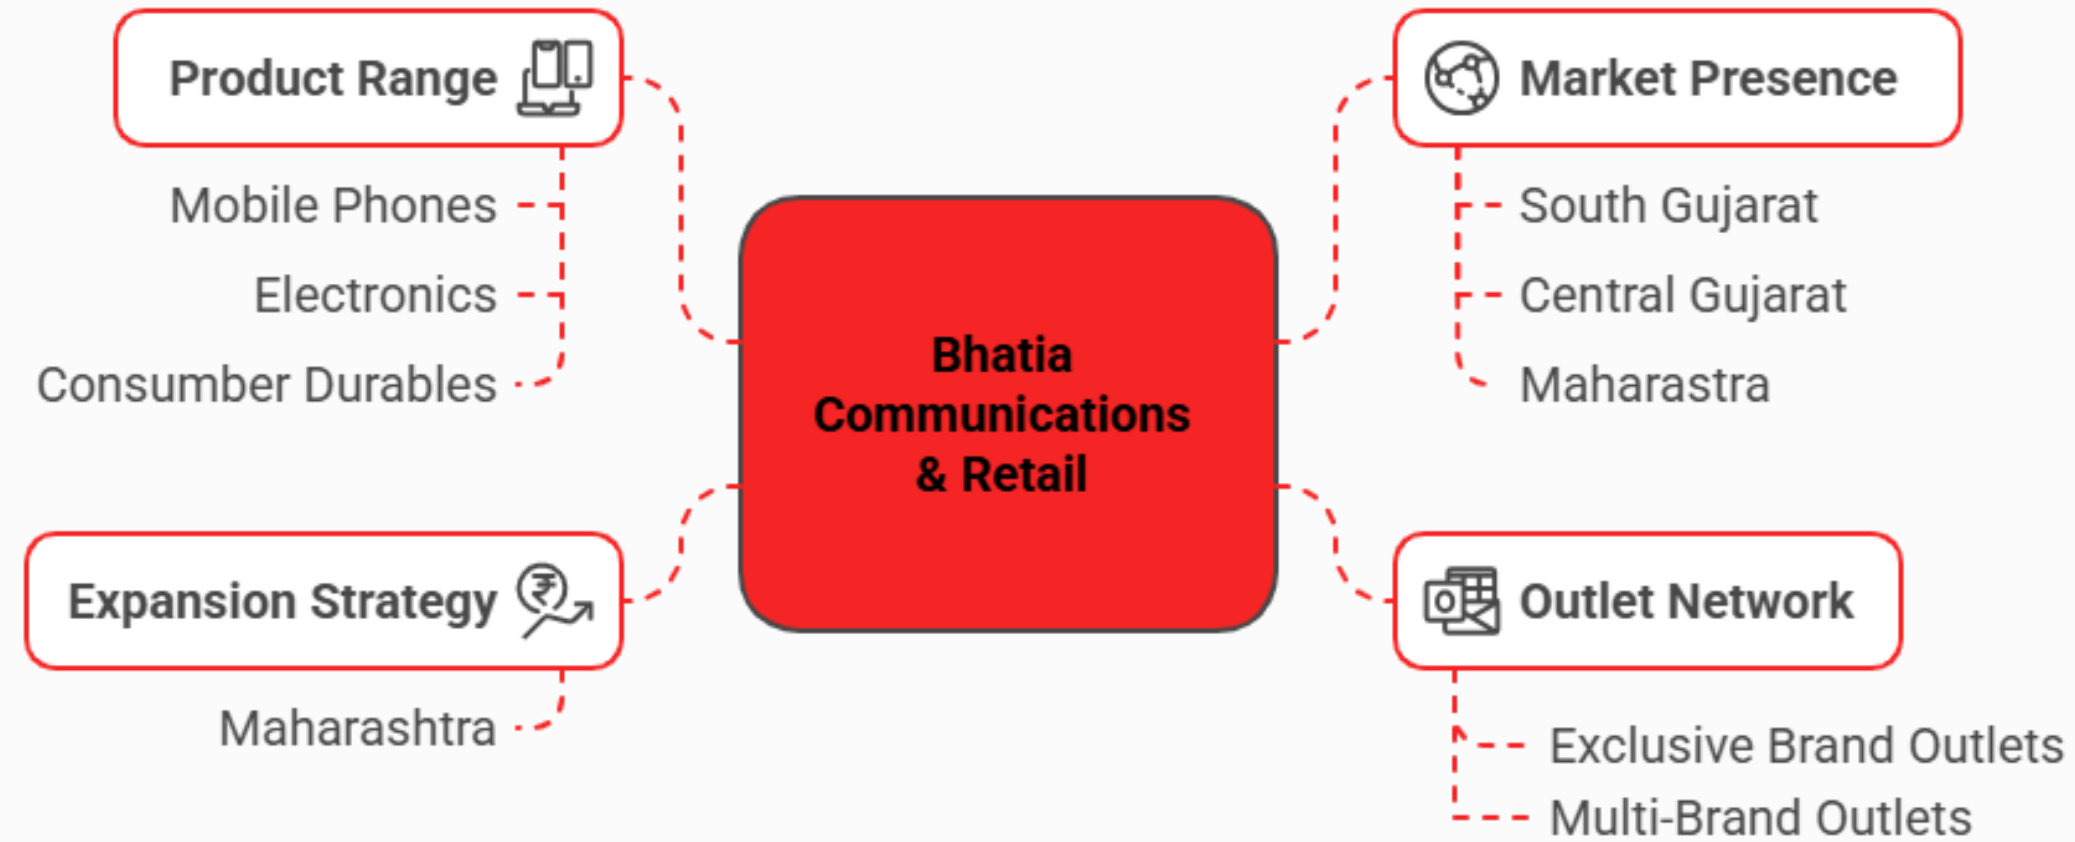 Product Range
Mobile Phones
Electronics
Consumber Durables
Expansion Strategy
Maharashtra
Bhatia
Communications
& Retail
Market Presence
South Gujarat
Central Gujarat
Maharastra
Outlet Network
Exclusive Brand Outlets
Multi-Brand Outlets